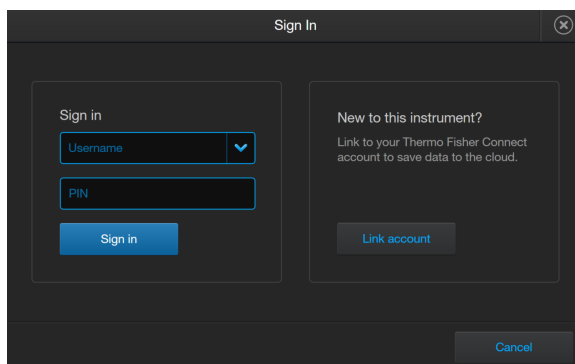 Sign In
Sign in
Username
PIN
Sign in
New to this instrument?
Link to your Thermo Fisher Connect
account to save data to the cloud.
Link account
Cancel